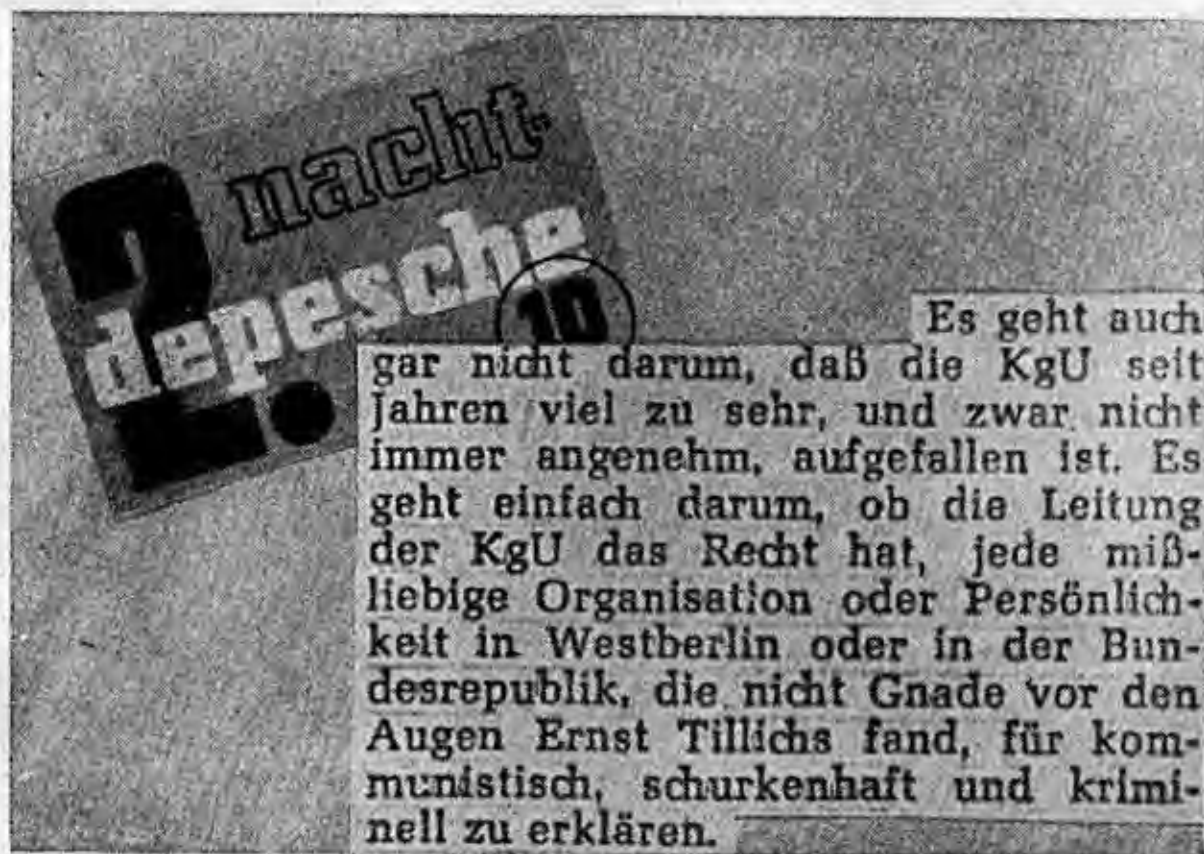 nacht-
depesche
10
Es geht auch
gar nicht darum, daß die KgU seit
Jahren viel zu sehr, und zwar nicht
immer angenehm, aufgefallen ist. Es
geht einfach darum, ob die Leitung
der KgU das Recht hat, jede miß-
liebige Organisation oder Persönlich-
keit in Westberlin oder in der Bun-
desrepublik, die nicht Gnade vor den
Augen Ernst Tillichs fand, für kom-
munistisch, schurkenhaft und krimi-
nell zu erklären.